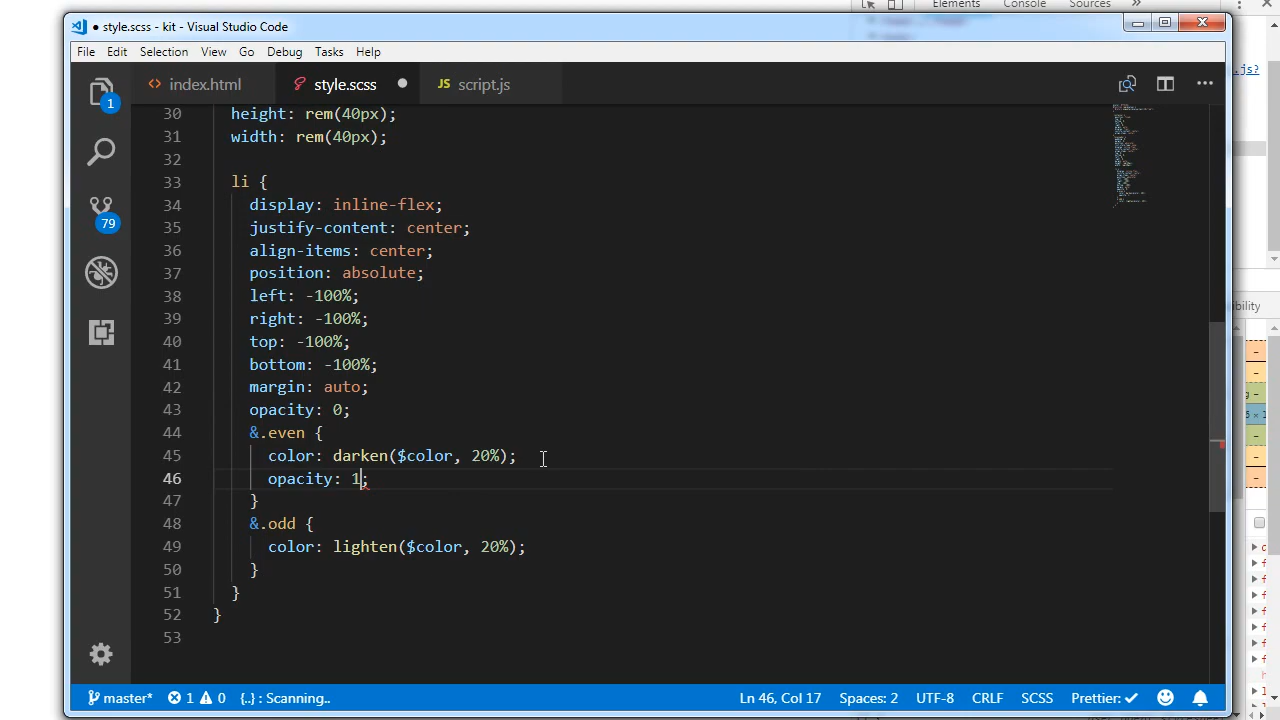 Elements Console Sources »
● style.scss - kit - Visual Studio Code
File Edit Selection View Go Debug Tasks Help
index.html style.scss JS script.js
.js?
1
79
30 height: rem(40px);
31 width: rem(40px);
32
33 li {
34 display: inline-flex;
35 justify-content: center;
36 align-items: center;
37 position: absolute;
38 left: -100%;
39 right: -100%;
40 top: -100%;
41 bottom: -100%;
42 margin: auto;
43 opacity: 0;
44 &.even {
45 color: darken($color, 20%);
46 opacity: 1;
47 }
48 &.odd {
49 color: lighten($color, 20%);
50 }
51 }
52 }
53
ibility
master* 1 0 {..} : Scanning.. Ln 46, Col 17 Spaces: 2 UTF-8 CRLF SCSS Prettier: ✓